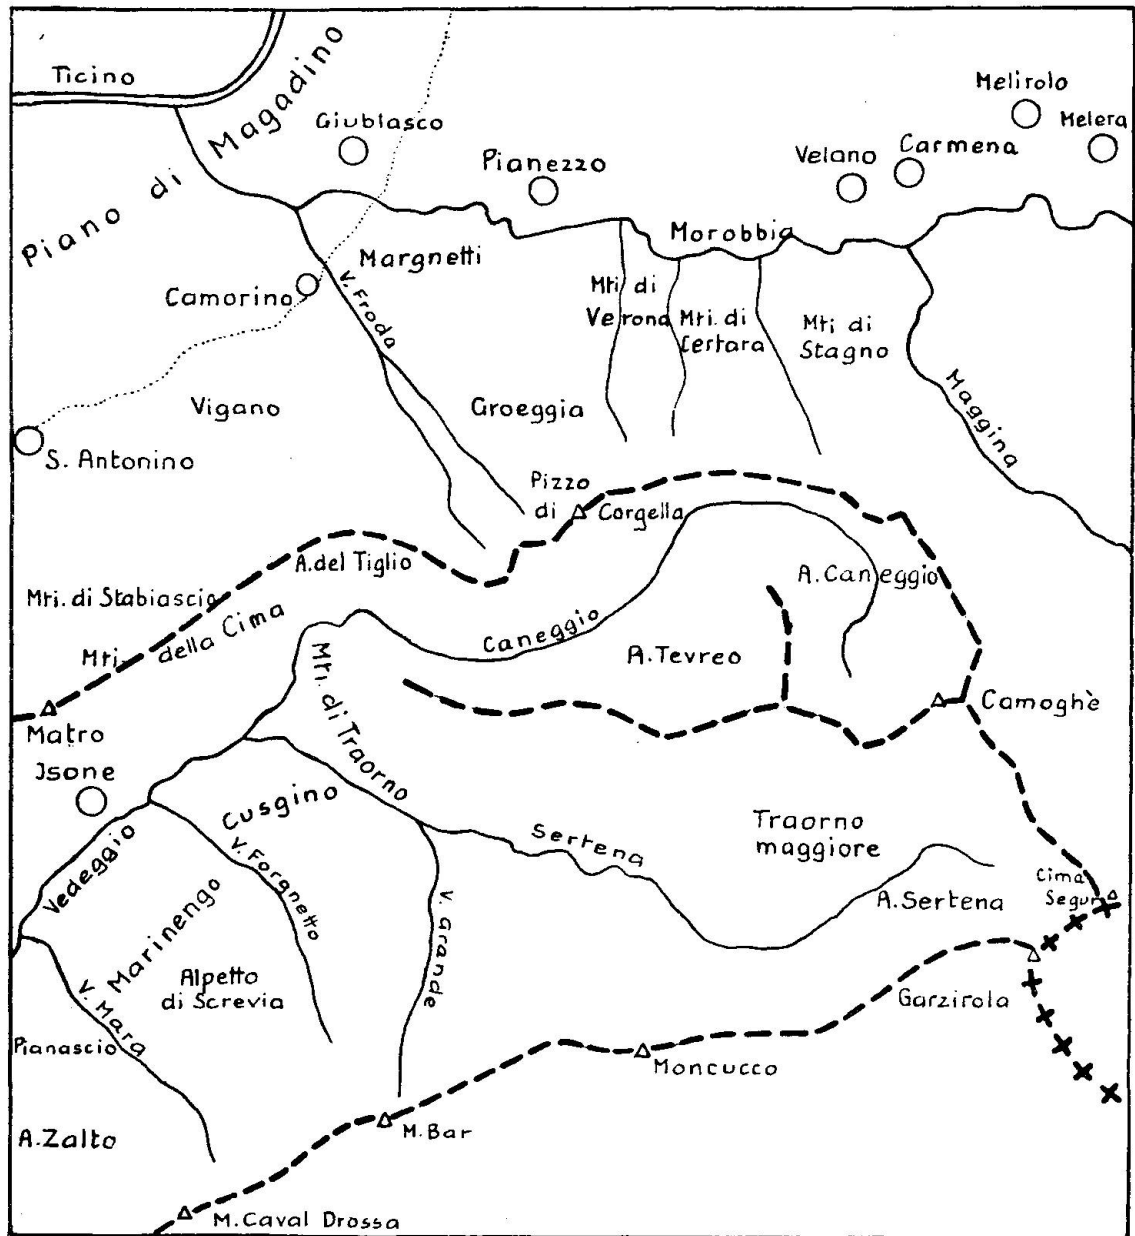 Ticino
Piano di Magadino
Giubiasco
Pianezzo
Velano
Carmena
Melirolo
Melera
Morobbia
Margnetti
Camorino
V. Froda
Mti di
Verona
Mti. di
Certara
Mti di
Stagno
Maggina
Vigano
Groeggia
S. Antonino
Pizzo
di Corgella
A. del Tiglio
A. Caneggio
Mti. di Stabiascio
Mti. della Cima
Caneggio
A. Tevreo
Mti. di Traorno
Camoghè
Matro
Isone
Cusgino
Vedeggio
V. Forgnetto
Sertena
Traorno
maggiore
Cima
Segur
A. Sertena
V. Grande
Marinengo
Alpetto
di Screvia
V. Mara
Garzirola
Pianascio
Moncucco
A. Zalto
M. Bar
M. Caval Drossa